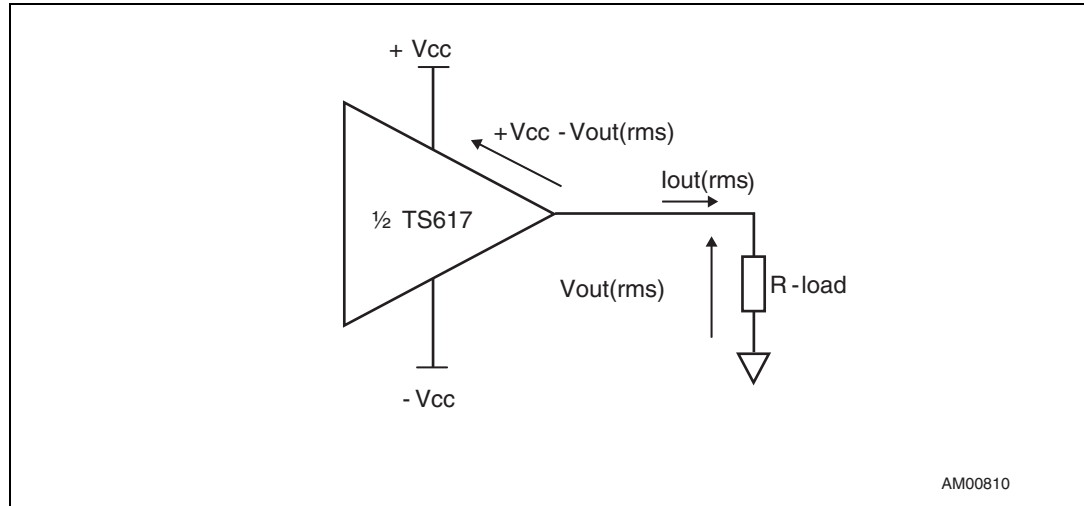 + Vcc
+Vcc - Vout(rms)
Iout(rms)
½ TS617
Vout(rms)
R-load
- Vcc
AM00810